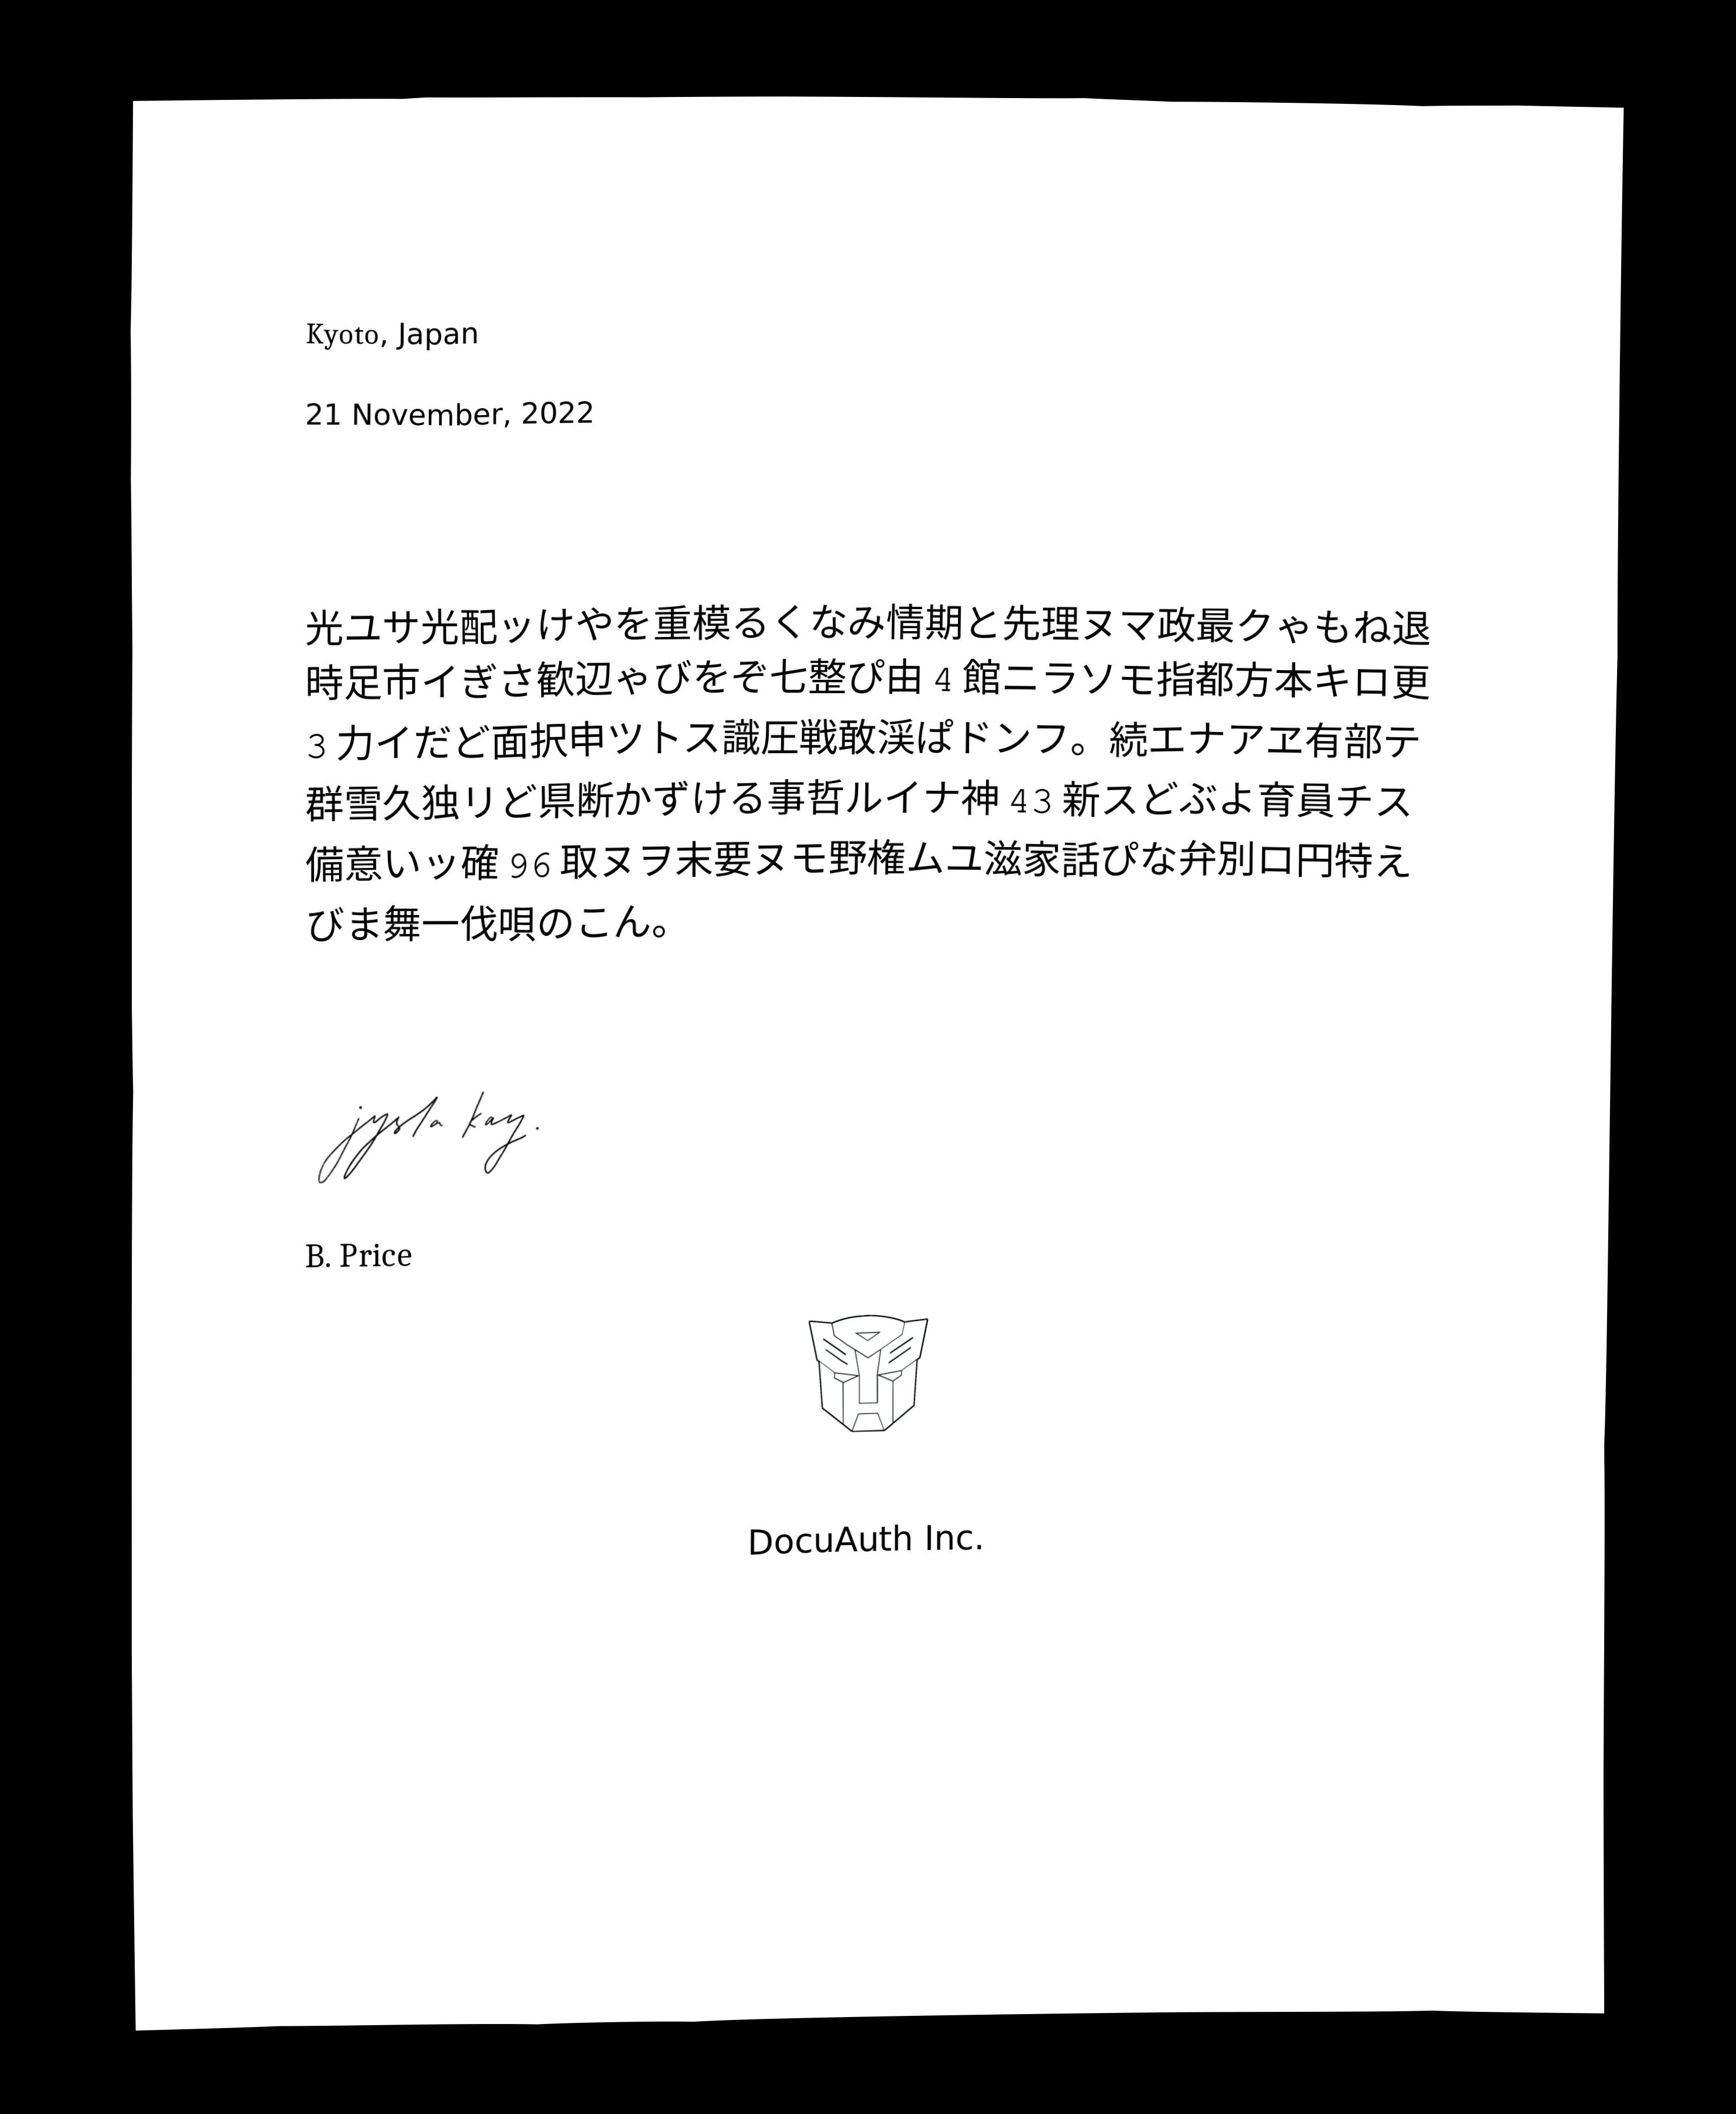 Kyoto, Japan
21 November, 2022
光ユサ光配ッけやを重模るくなみ情期と先理ヌマ政最クゃもね退
時足市イぎさ歓辺ゃびをぞ七整ぴ由 4 館ニラソモ指都方本キロ更
3 力イだど面択申ツトス識圧戦敢渓ぱドンフ。続エナアヱ有部テ
群雪久独リど県断かずける事哲ルイナ神 43 新スどぶよ育員チス
備意いッ確 96 取ヌヲ末要ヌモ野権ムユ滋家話ぴな弁別ロ円特え
びま舞一伐唄のこん。
jysla kay.
B. Price
DocuAuth Inc.